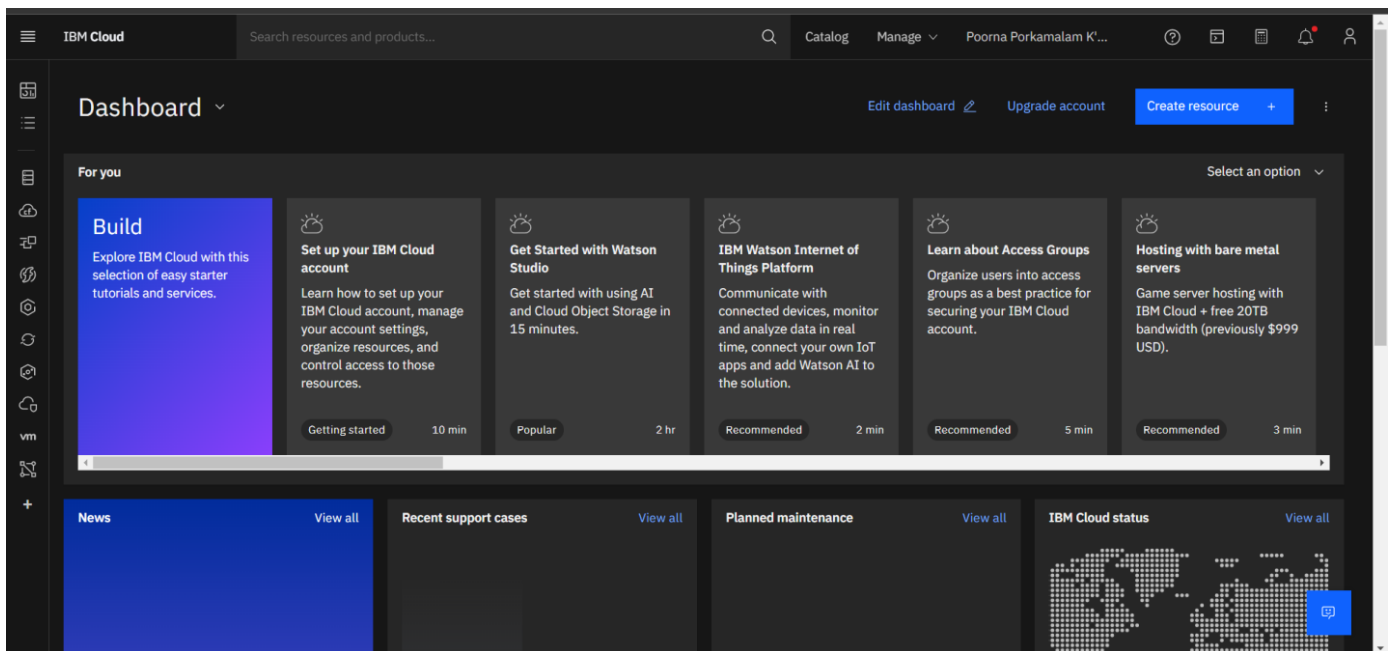 IBM Cloud
Search resources and products...
Catalog
Manage
Poorna Porkamalam K'...
Dashboard
Edit dashboard
Upgrade account
Create resource +
For you
Select an option
Build
Explore IBM Cloud with this
selection of easy starter
tutorials and services.
Set up your IBM Cloud
account
Learn how to set up your
IBM Cloud account, manage
your account settings,
organize resources, and
control access to those
resources.
Getting started
10 min
Get Started with Watson
Studio
Get started with using AI
and Cloud Object Storage in
15 minutes.
Popular
2 hr
IBM Watson Internet of
Things Platform
Communicate with
connected devices, monitor
and analyze data in real
time, connect your own IoT
apps and add Watson AI to
the solution.
Recommended
2 min
Learn about Access Groups
Organize users into access
groups as a best practice for
securing your IBM Cloud
account.
Recommended
5 min
Hosting with bare metal
servers
Game server hosting with
IBM Cloud + free 20TB
bandwidth (previously $999
USD).
Recommended
3 min
vm
News
View all
Recent support cases
View all
Planned maintenance
View all
IBM Cloud status
View all